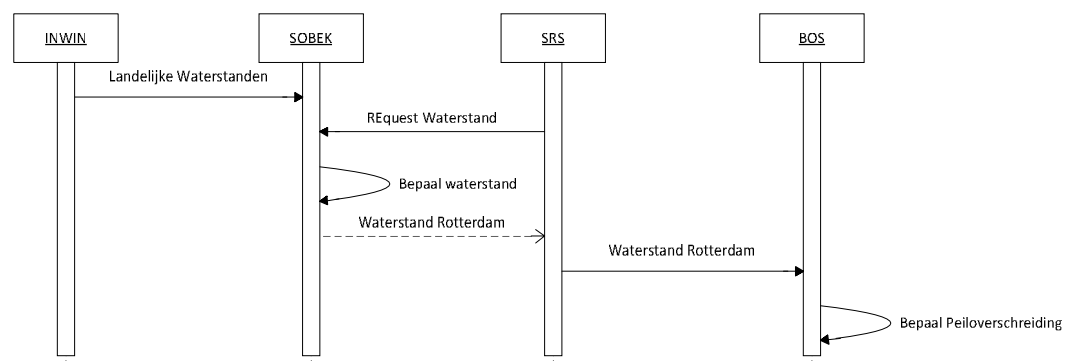 INWIN
SOBEK
SRS
BOS
Landelijke Waterstanden
REquest Waterstand
Bepaal waterstand
Waterstand Rotterdam
Waterstand Rotterdam
Bepaal Peiloverschreiding